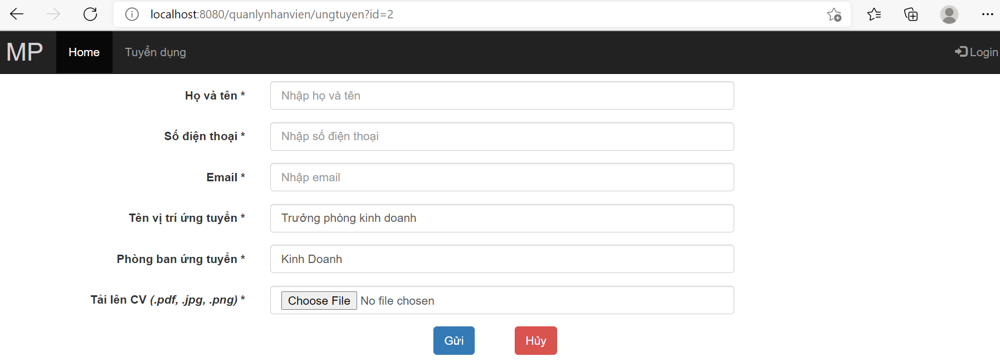 localhost:8080/quanlynhanvien/ungtuyen?id=2
MP Home Tuyển dụng Login
Họ và tên * Nhập họ và tên
Số điện thoại * Nhập số điện thoại
Email * Nhập email
Tên vị trí ứng tuyển * Trưởng phòng kinh doanh
Phòng ban ứng tuyển * Kinh Doanh
Tải lên CV (.pdf, .jpg, .png) * Choose File No file chosen
Gửi Hủy